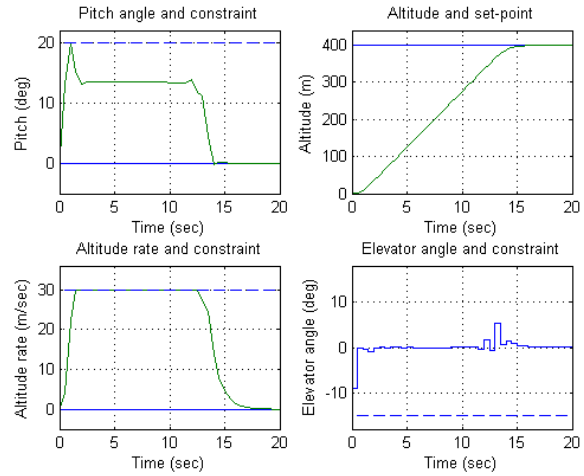 Pitch angle and constraint
Pitch (deg)
20
10
0
0 5 10 15 20
Time (sec)
Altitude and set-point
Altitude (m)
400
300
200
100
0
0 5 10 15 20
Time (sec)
Altitude rate and constraint
Altitude rate (m/sec)
30
20
10
0
0 5 10 15 20
Time (sec)
Elevator angle and constraint
Elevator angle (deg)
10
0
-10
0 5 10 15 20
Time (sec)